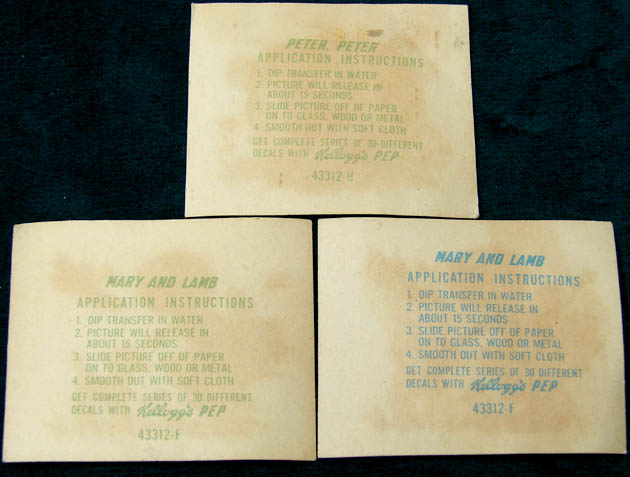 PETER, PETER
APPLICATION INSTRUCTIONS
1. DIP TRANSFER IN WATER
2. PICTURE WILL RELEASE IN
ABOUT 15 SECONDS
3. SLIDE PICTURE OFF OF PAPER
ON TO GLASS, WOOD OR METAL
4. SMOOTH OUT WITH SOFT CLOTH
GET COMPLETE SERIES OF 30 DIFFERENT
DECALS WITH Kellogg's PEP
43312-H
MARY AND LAMB
APPLICATION INSTRUCTIONS
1. DIP TRANSFER IN WATER
2. PICTURE WILL RELEASE IN
ABOUT 15 SECONDS
3. SLIDE PICTURE OFF OF PAPER
ON TO GLASS, WOOD OR METAL
4. SMOOTH OUT WITH SOFT CLOTH
GET COMPLETE SERIES OF 30 DIFFERENT
DECALS WITH Kellogg's PEP
43312-F
MARY AND LAMB
APPLICATION INSTRUCTIONS
1. DIP TRANSFER IN WATER
2. PICTURE WILL RELEASE IN
ABOUT 15 SECONDS
3. SLIDE PICTURE OFF OF PAPER
ON TO GLASS, WOOD OR METAL
4. SMOOTH OUT WITH SOFT CLOTH
GET COMPLETE SERIES OF 30 DIFFERENT
DECALS WITH Kellogg's PEP
43312-F